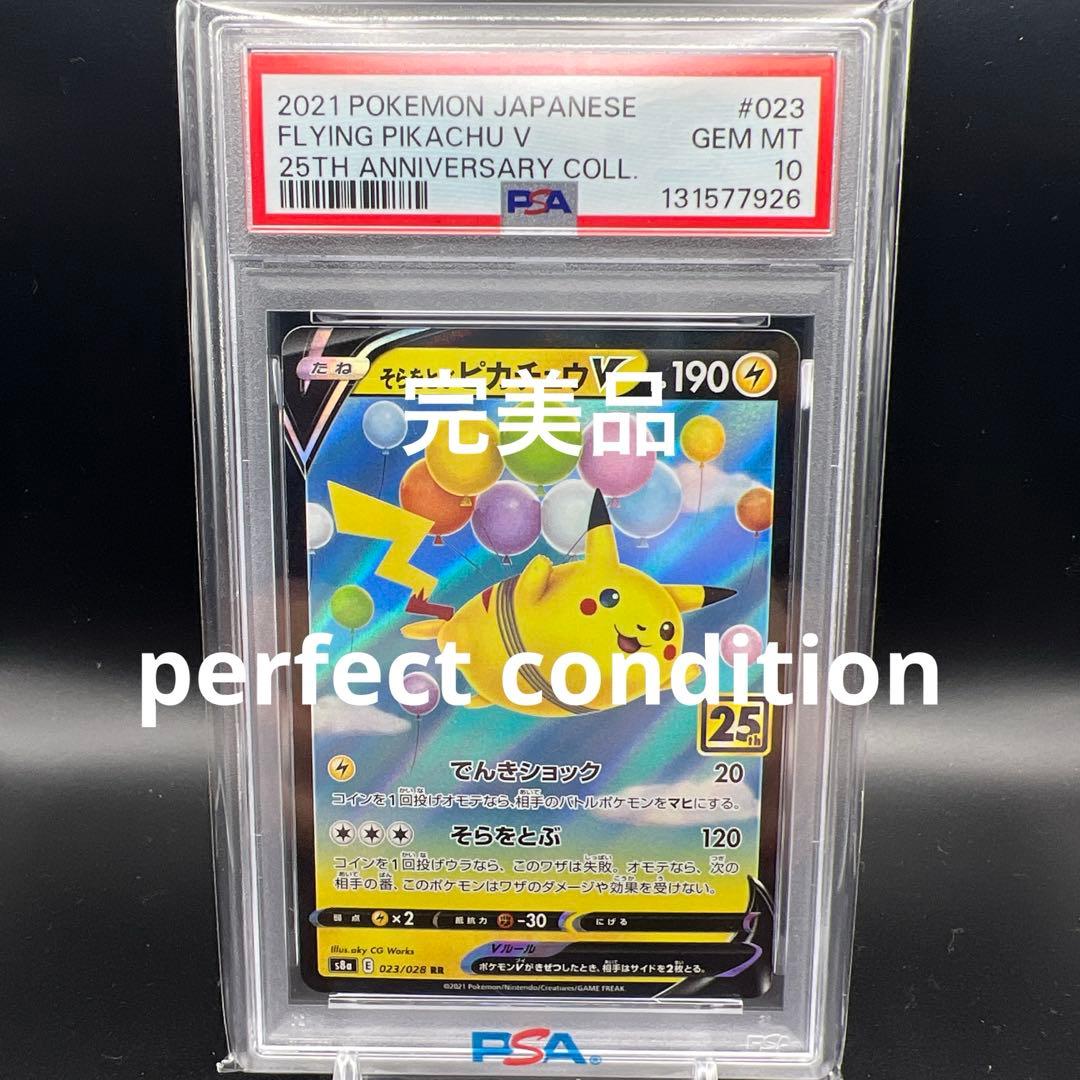 2021 POKEMON JAPANESE #023
FLYING PIKACHU V GEM MT
25TH ANNIVERSARY COLL. 10
PSA 131577926
たね そらをとぶピカチュウV 190
完美品
perfect condition
25th
でんきショック 20
コインを1回投げオモテなら、相手のバトルポケモンをマヒにする。
そらをとぶ 120
コインを1回投げウラなら、このワザは失敗。オモテなら、次の
相手の番、このポケモンはワザのダメージや効果を受けない。
弱点 ×2 抵抗力 -30 にげる
Illus. aky CG Works
Vルール
s8a E 023/028 RR
ポケモンVがきぜつしたとき、相手はサイドを2枚とる。
©2021 Pokémon/Nintendo/Creatures/GAME FREAK.
PSA®